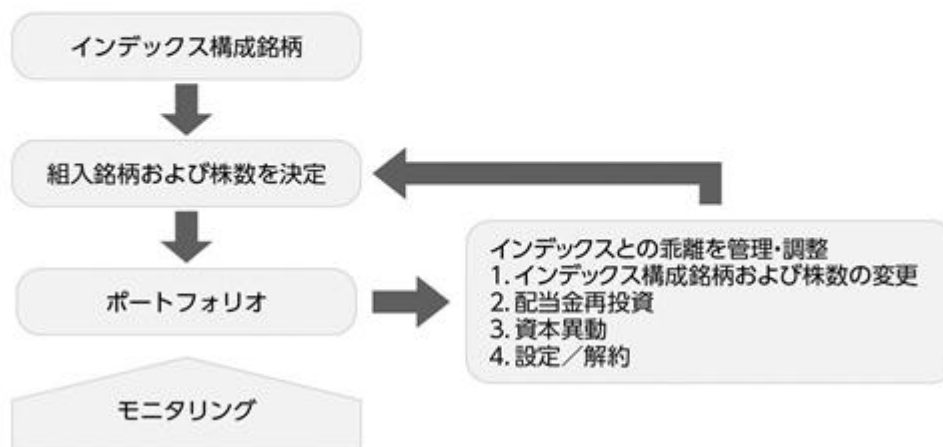 インデックス構成銘柄
組入銘柄および株数を決定
ポートフォリオ
インデックスとの乖離を管理・調整
1. インデックス構成銘柄および株数の変更
2. 配当金再投資
3. 資本異動
4. 設定／解約
モニタリング